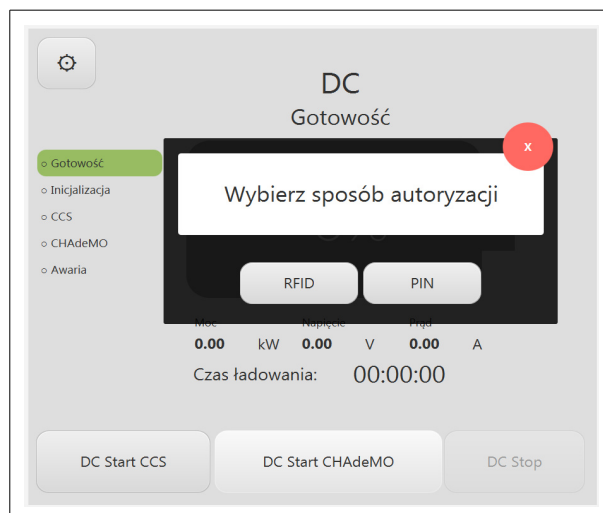 DC
Gotowość
Gotowość
Inicjalizacja
CCS
CHAdeMO
Awaria
x
Wybierz sposób autoryzacji
RFID PIN
Moc Napięcie Prąd
0.00 kW 0.00 V 0.00 A
Czas ładowania: 00:00:00
DC Start CCS DC Start CHAdeMO DC Stop